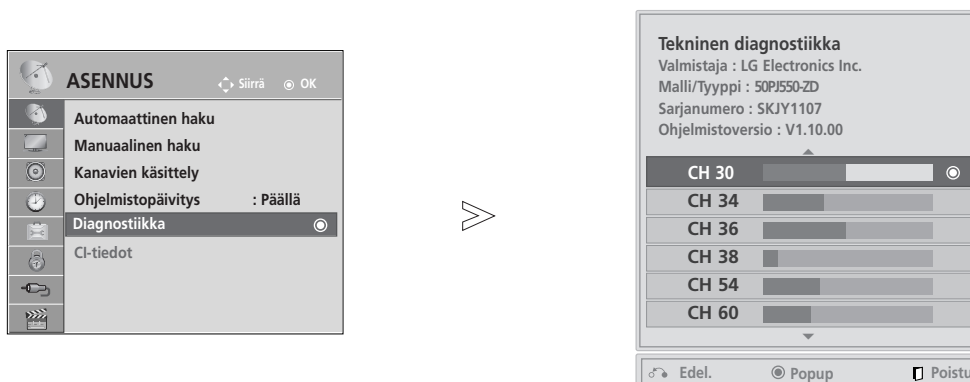 ASENNUS
Siirrä
OK
Automaattinen haku
Manuaalinen haku
Kanavien käsittely
Ohjelmistopäivitys : Päällä
Diagnostiikka
CI-tiedot
Tekninen diagnostiikka
Valmistaja : LG Electronics Inc.
Malli/Tyyppi : 50PJ550-ZD
Sarjanumero : SKJY1107
Ohjelmistoversio : V1.10.00
CH 30
CH 34
CH 36
CH 38
CH 54
CH 60
Edel.
Popup
Poistu